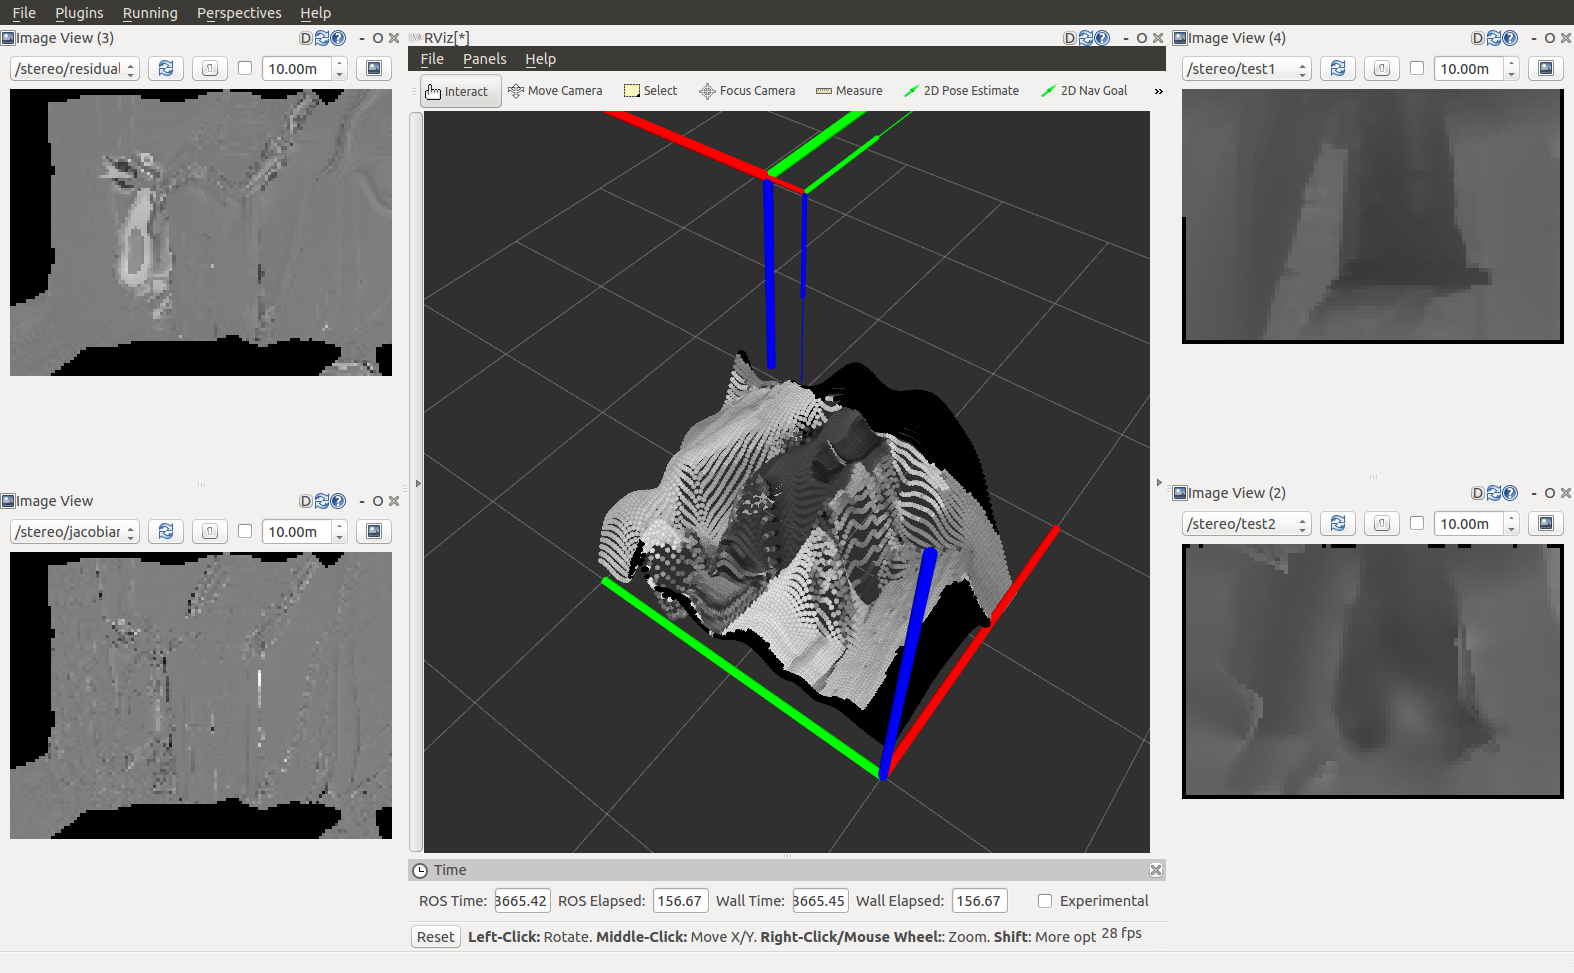 File Plugins Running Perspectives Help
Image View (3)
D
- O
/stereo/residual
10.00m
Image View
D
- O
/stereo/jacobiar
10.00m
RViz[*]
D
- O
File Panels Help
Interact Move Camera Select Focus Camera Measure 2D Pose Estimate 2D Nav Goal »
Time
ROS Time: 3665.42 ROS Elapsed: 156.67 Wall Time: 3665.45 Wall Elapsed: 156.67 Experimental
Reset Left-Click: Rotate. Middle-Click: Move X/Y. Right-Click/Mouse Wheel:: Zoom. Shift: More opt 28 fps
Image View (4)
D
- O
/stereo/test1
10.00m
Image View (2)
D
- O
/stereo/test2
10.00m